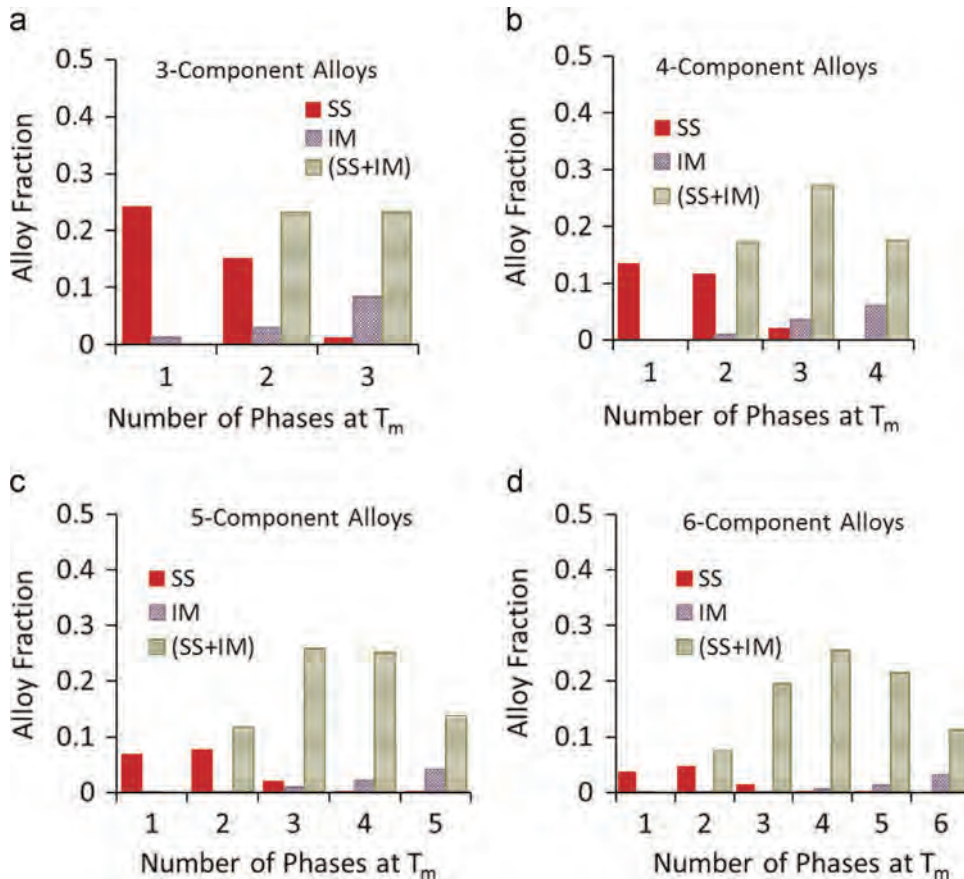 a
3-Component Alloys
SS
IM
(SS+IM)
Alloy Fraction
0.5
0.4
0.3
0.2
0.1
0
1 2 3
Number of Phases at Tm
b
4-Component Alloys
SS
IM
(SS+IM)
Alloy Fraction
0.5
0.4
0.3
0.2
0.1
0
1 2 3 4
Number of Phases at Tm
c
5-Component Alloys
SS
IM
(SS+IM)
Alloy Fraction
0.5
0.4
0.3
0.2
0.1
0
1 2 3 4 5
Number of Phases at Tm
d
6-Component Alloys
SS
IM
(SS+IM)
Alloy Fraction
0.5
0.4
0.3
0.2
0.1
0
1 2 3 4 5 6
Number of Phases at Tm